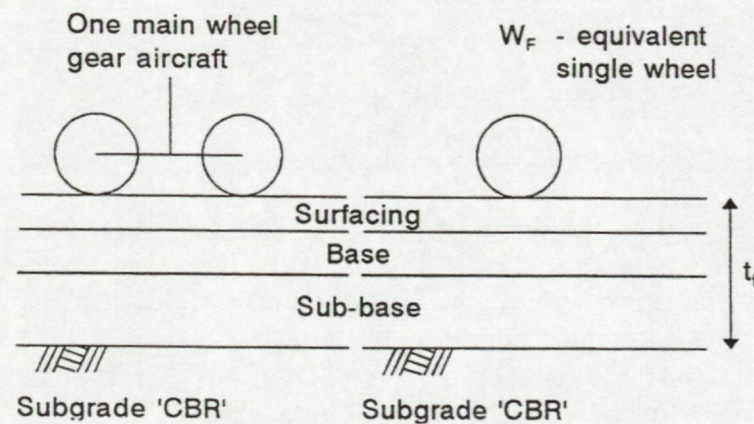 One main wheel
gear aircraft
W_F - equivalent
single wheel
Surfacing
Base
Sub-base
Subgrade 'CBR'
Subgrade 'CBR'